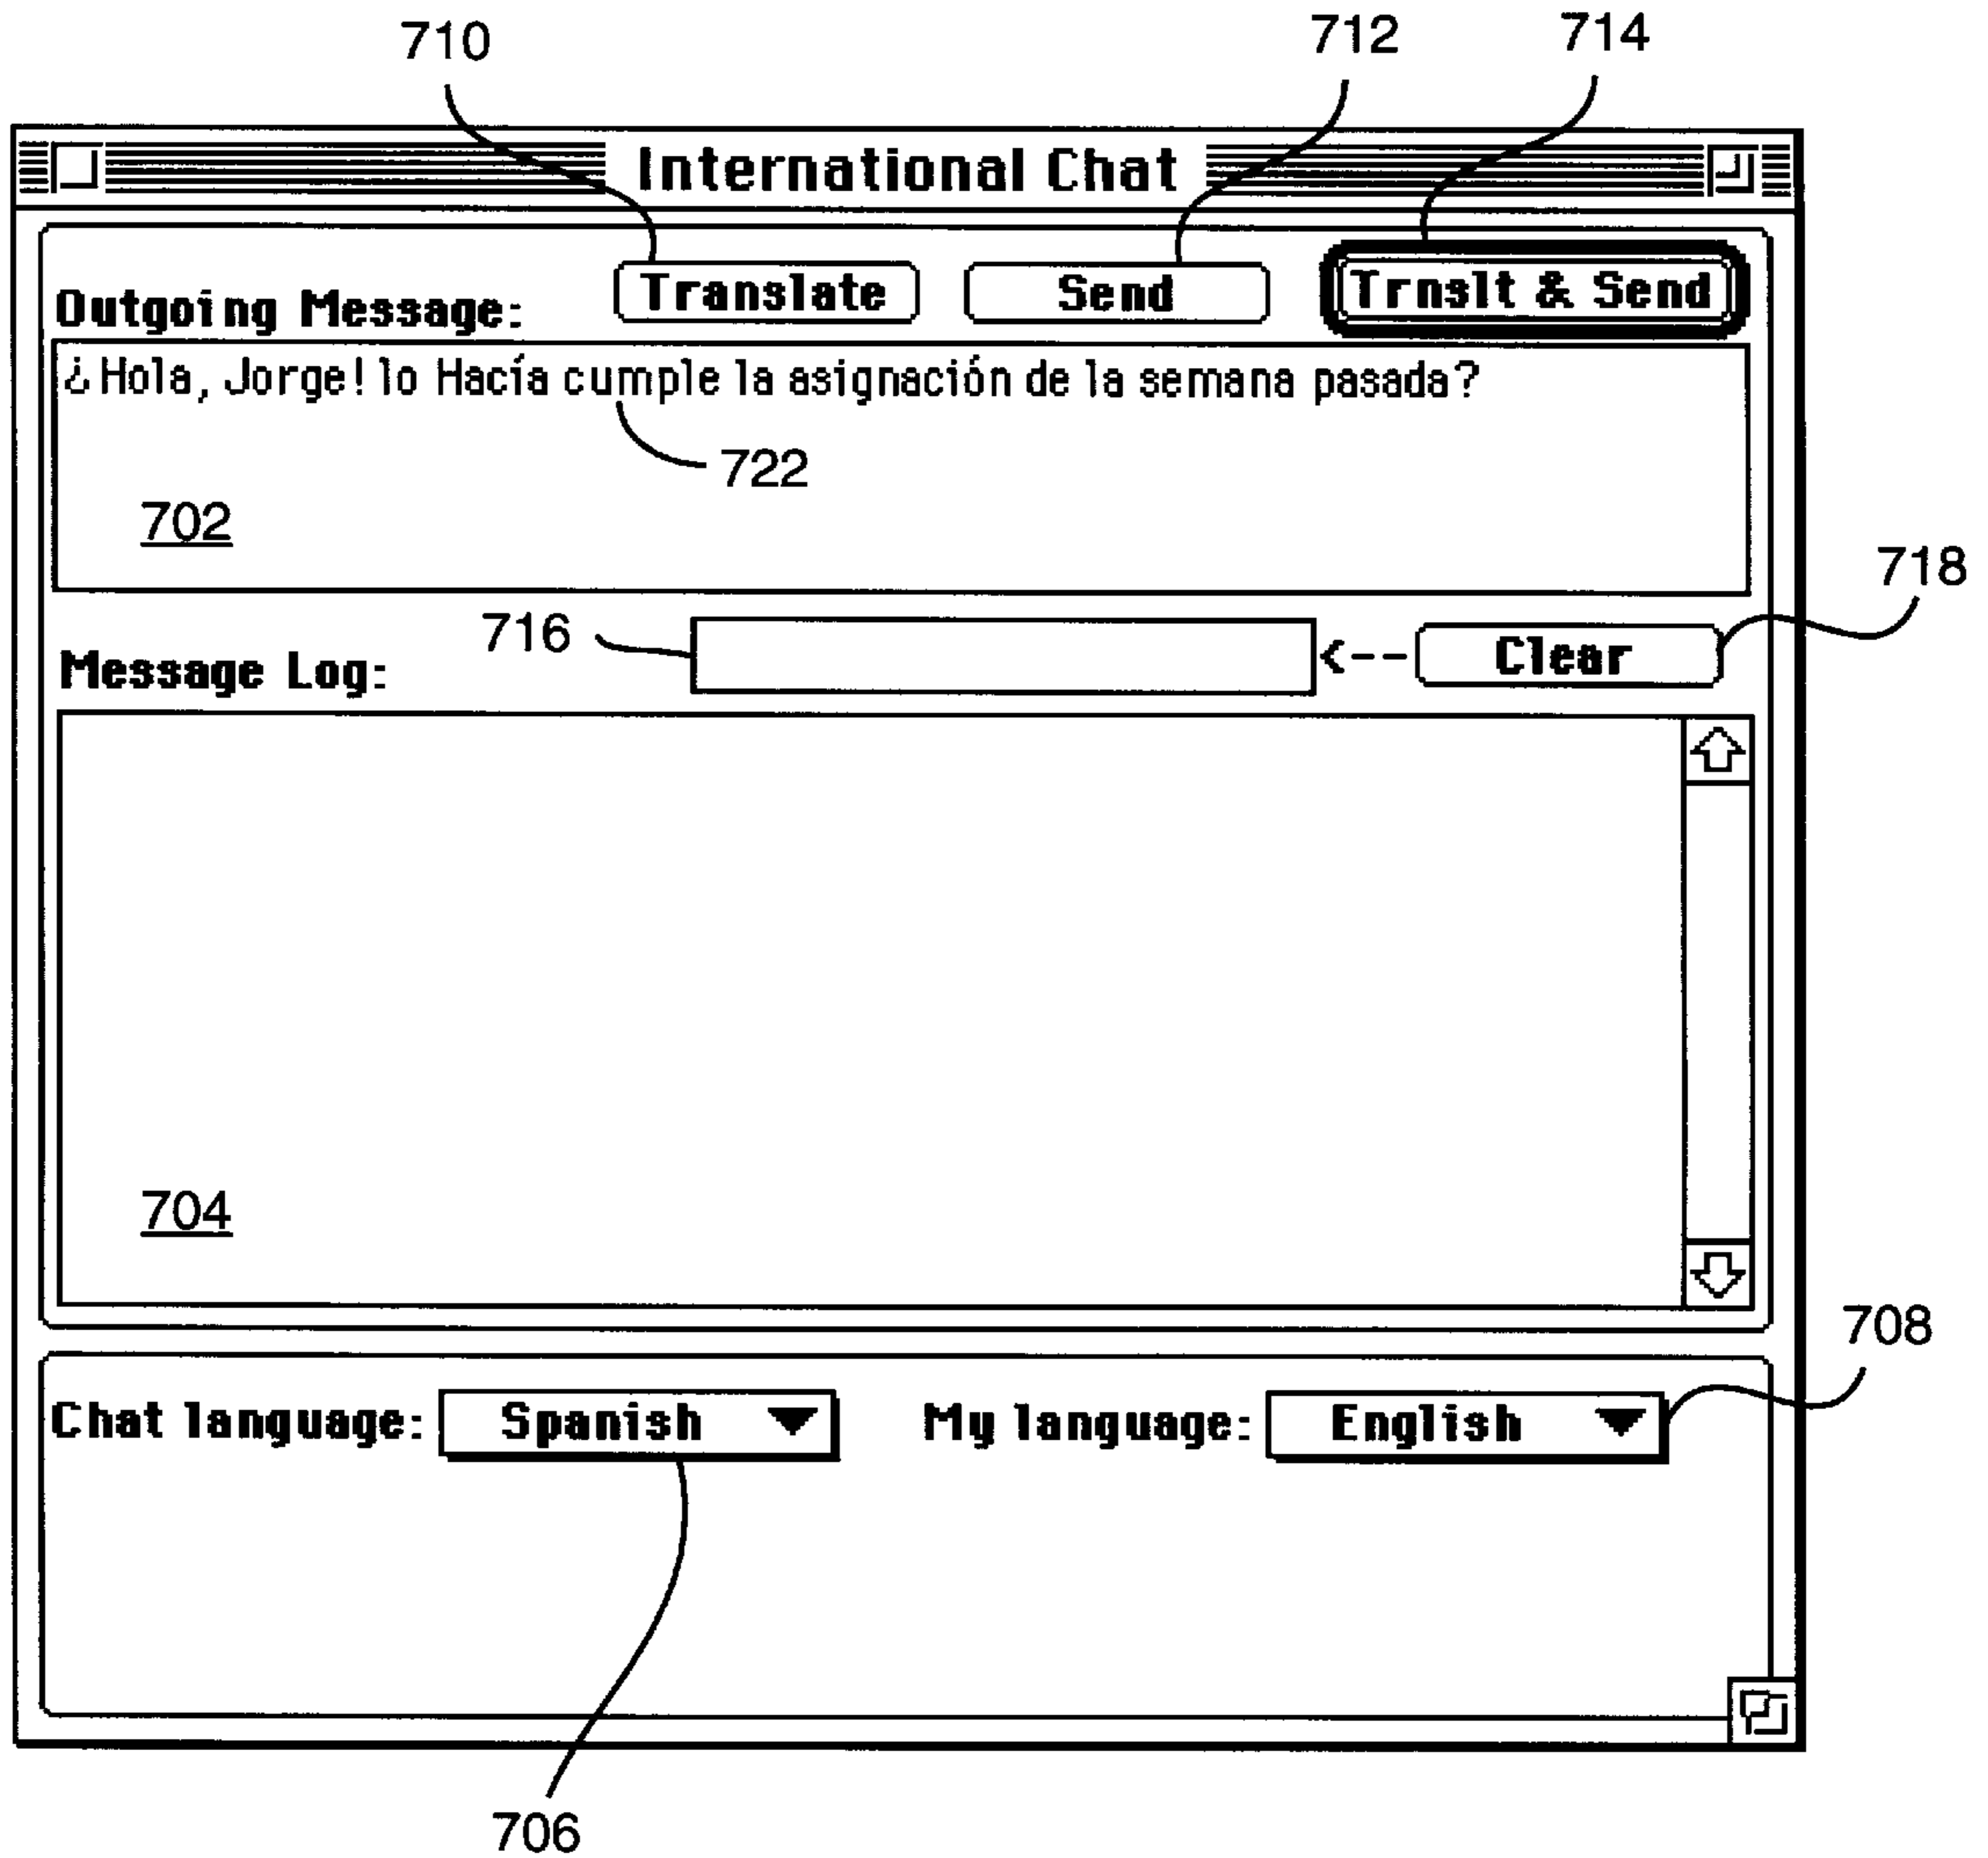 710 712 714
International Chat
Outgoing Message: Translate Send Trnslt & Send
¿Hola, Jorge! lo Hacía cumple la asignación de la semana pasada?
722
702
718
716
Message Log: <-- Clear
704
708
Chat language: Spanish My language: English
706